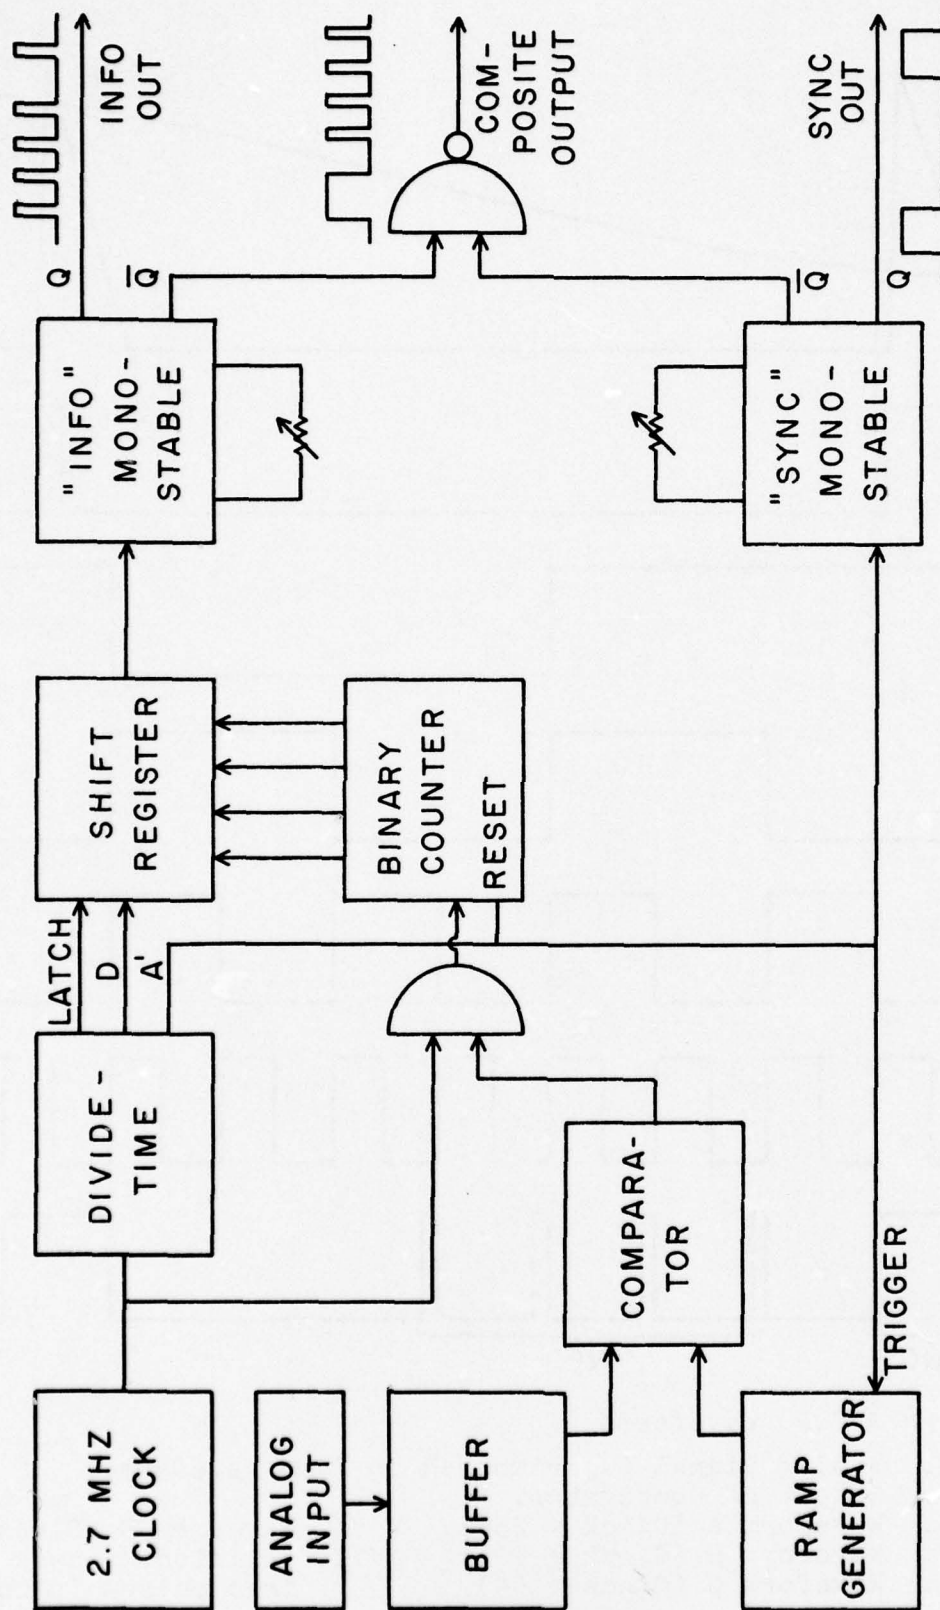 2.7 MHZ
CLOCK
DIVIDE-
TIME
LATCH
D
A'
SHIFT
REGISTER
"INFO"
MONO-
STABLE
Q
Q̅
INFO
OUT
ANALOG
INPUT
BUFFER
COMPARA-
TOR
BINARY
COUNTER
RESET
COM-
POSITE
OUTPUT
RAMP
GENERATOR
TRIGGER
"SYNC"
MONO-
STABLE
Q̅
Q
SYNC
OUT